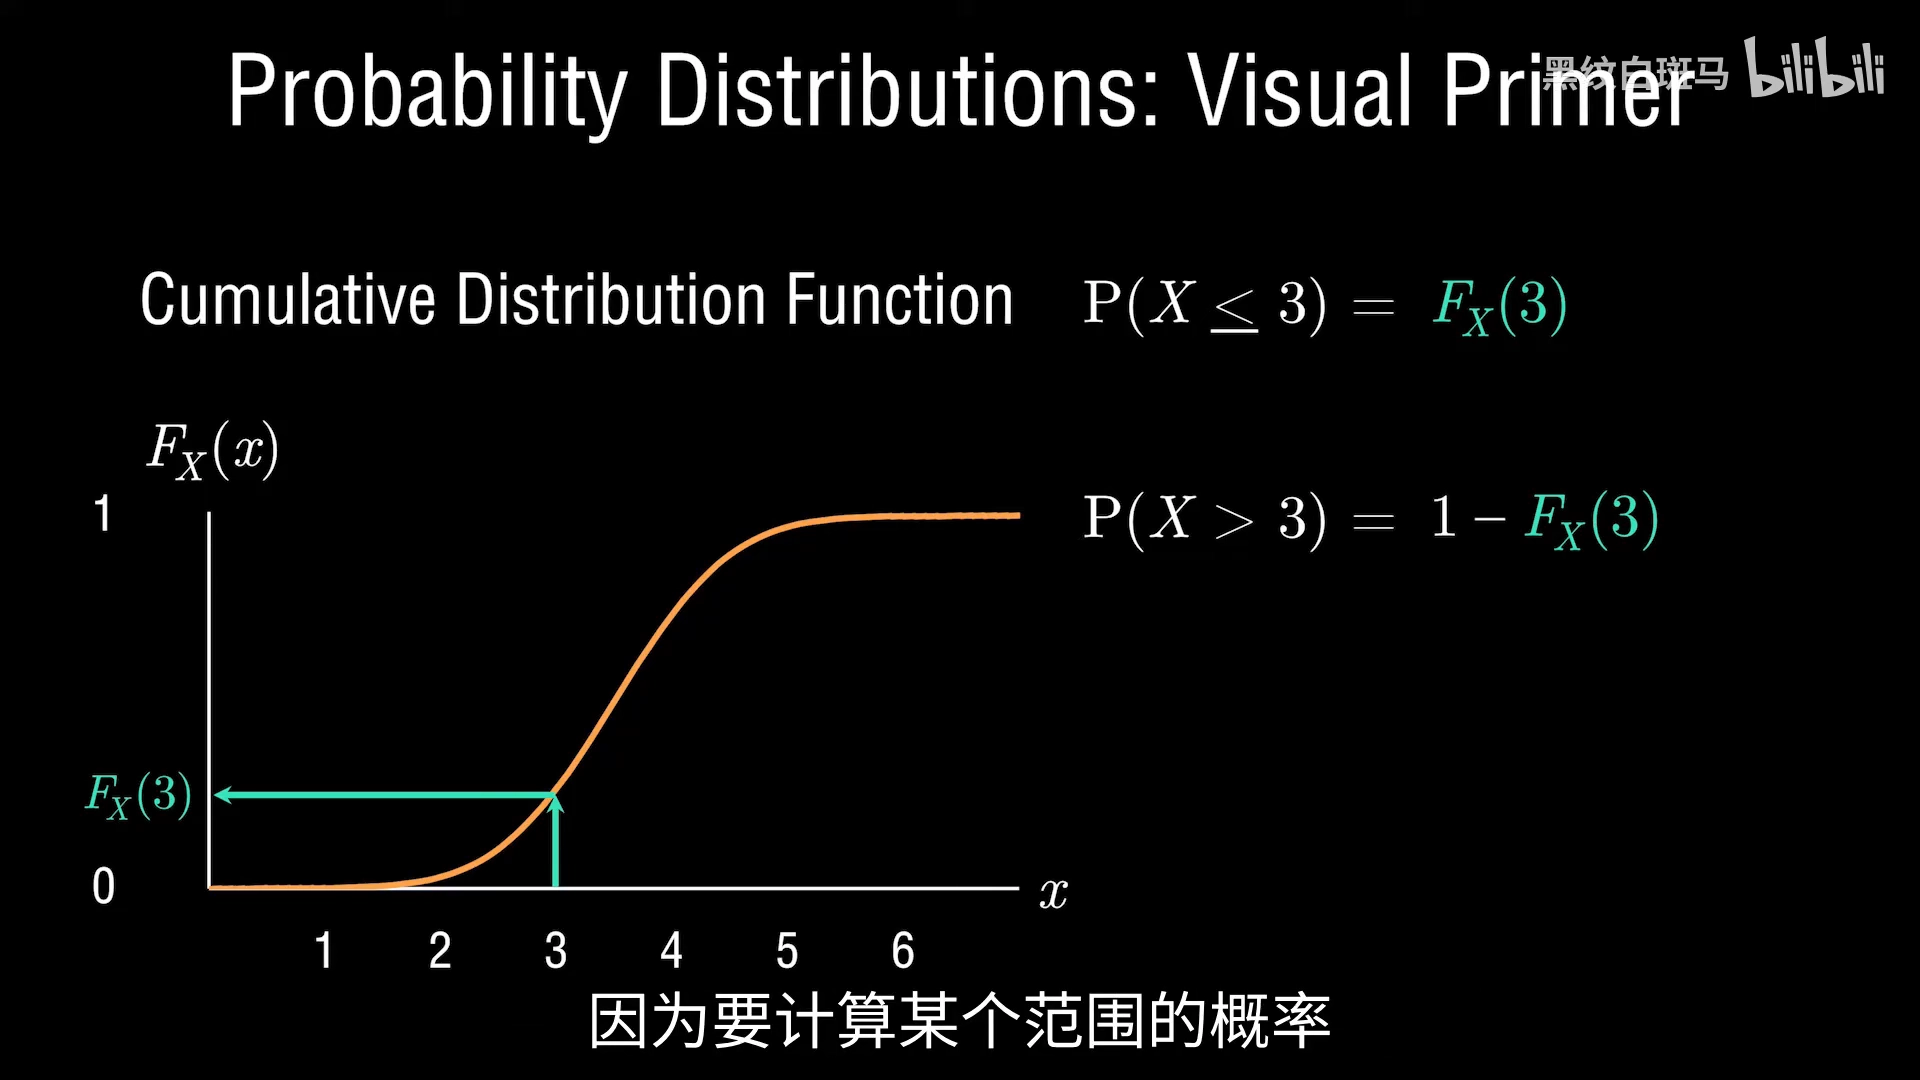 Probability Distributions: Visual Primer
黑纹白斑马 bilibili
Cumulative Distribution Function
P(X ≤ 3) = F_X(3)
F_X(x)
1
P(X > 3) = 1 − F_X(3)
F_X(3)
0
x
1 2 3 4 5 6
因为要计算某个范围的概率